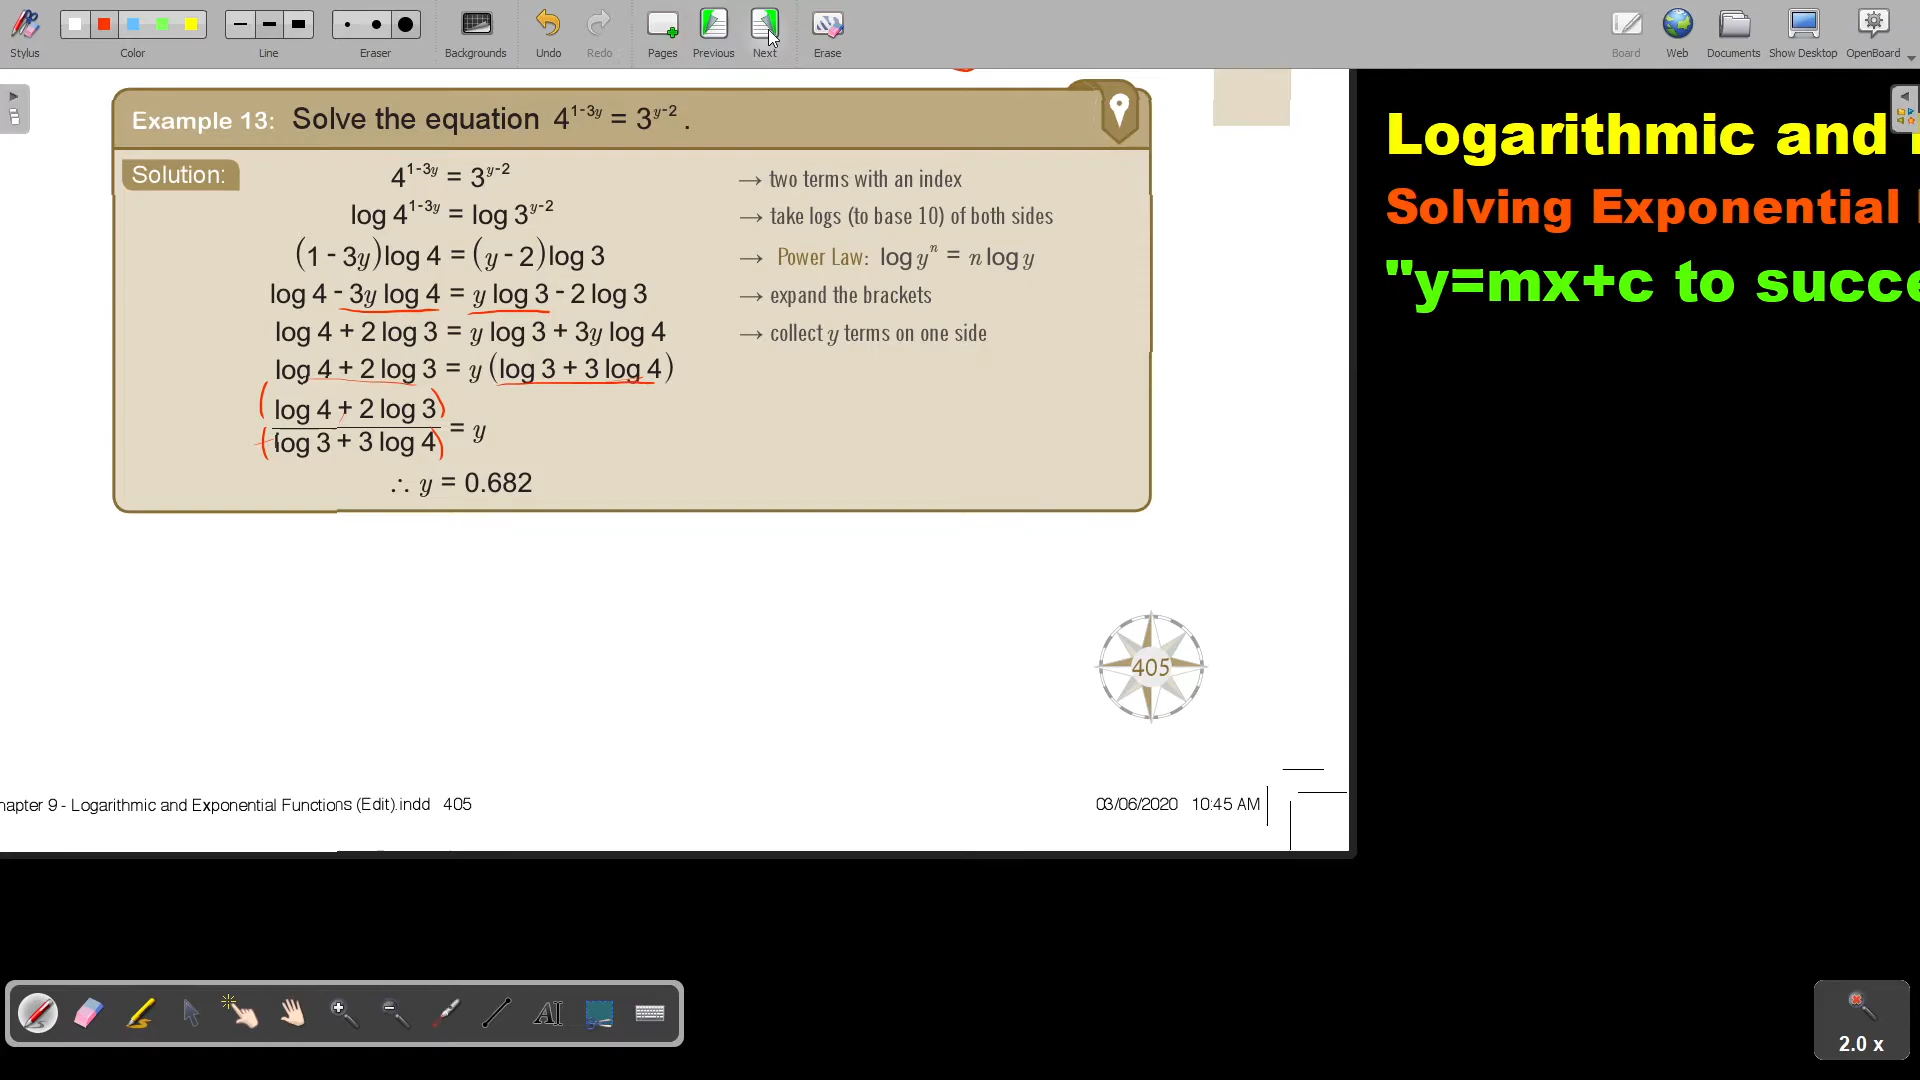 Stylus
Color
Line
Eraser
Backgrounds
Undo
Redo
Pages
Previous
Next
Erase
Board
Web
Documents
Show Desktop
OpenBoard
Example 13: Solve the equation 4^{1-3y} = 3^{y-2} .
Solution:
4^{1-3y} = 3^{y-2} → two terms with an index
log 4^{1-3y} = log 3^{y-2} → take logs (to base 10) of both sides
(1 - 3y)log 4 = (y - 2)log 3 → Power Law: log y^n = n log y
log 4 - 3y log 4 = y log 3 - 2 log 3 → expand the brackets
log 4 + 2 log 3 = y log 3 + 3y log 4 → collect y terms on one side
log 4 + 2 log 3 = y (log 3 + 3 log 4)
(log 4 + 2 log 3)
(log 3 + 3 log 4) = y
∴ y = 0.682
405
hapter 9 - Logarithmic and Exponential Functions (Edit).indd 405
03/06/2020 10:45 AM
Logarithmic and
Solving Exponential
"y=mx+c to succe
2.0 x